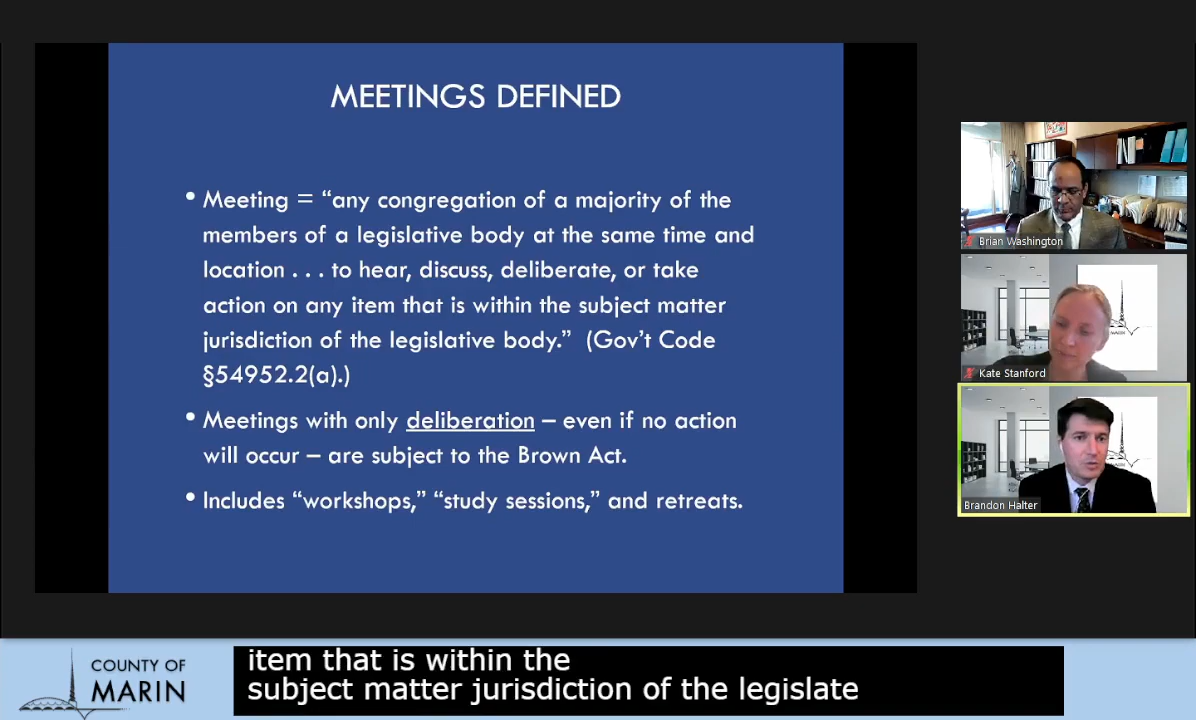 MEETINGS DEFINED
• Meeting = “any congregation of a majority of the
members of a legislative body at the same time and
location . . . to hear, discuss, deliberate, or take
action on any item that is within the subject matter
jurisdiction of the legislative body.” (Gov’t Code
§54952.2(a).)
• Meetings with only deliberation – even if no action
will occur – are subject to the Brown Act.
• Includes “workshops,” “study sessions,” and retreats.
Brian Washington
Kate Stanford
Brandon Halter
COUNTY OF
MARIN
item that is within the
subject matter jurisdiction of the legislate